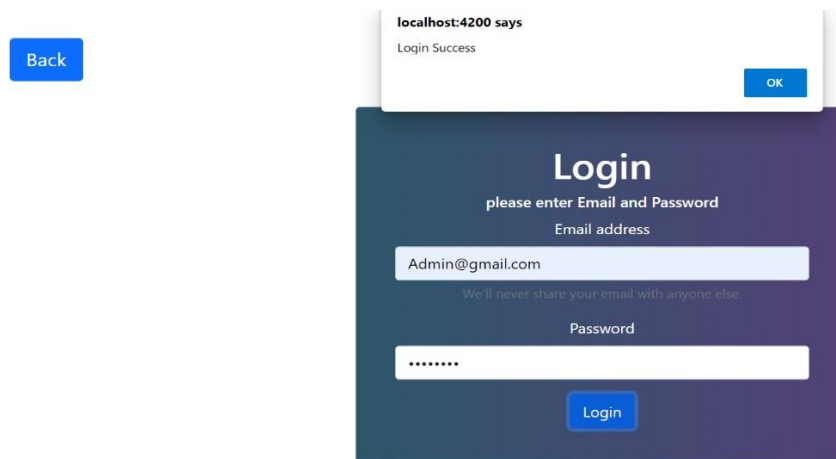 localhost:4200 says
Login Success
OK
Back
Login
please enter Email and Password
Email address
Admin@gmail.com
We'll never share your email with anyone else.
Password
••••••••
Login